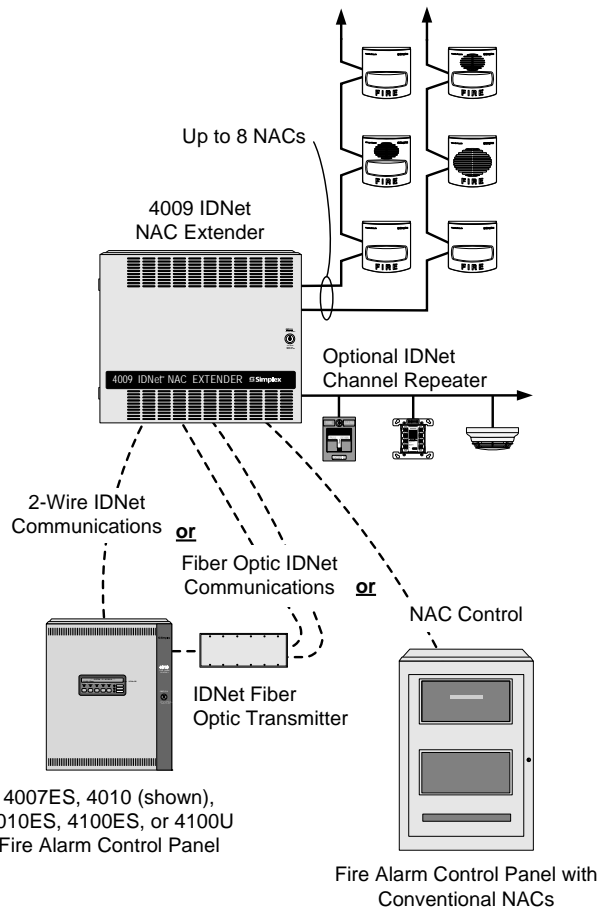 FIRE
FIRE
Up to 8 NACs
FIRE
FIRE
4009 IDNet
NAC Extender
FIRE
FIRE
Optional IDNet
Channel Repeater
4009 IDNet NAC EXTENDER Simplex
2-Wire IDNet
Communications
or
Fiber Optic IDNet
Communications
or
NAC Control
IDNet Fiber
Optic Transmitter
4007ES, 4010 (shown),
010ES, 4100ES, or 4100U
Fire Alarm Control Panel
Fire Alarm Control Panel with
Conventional NACs